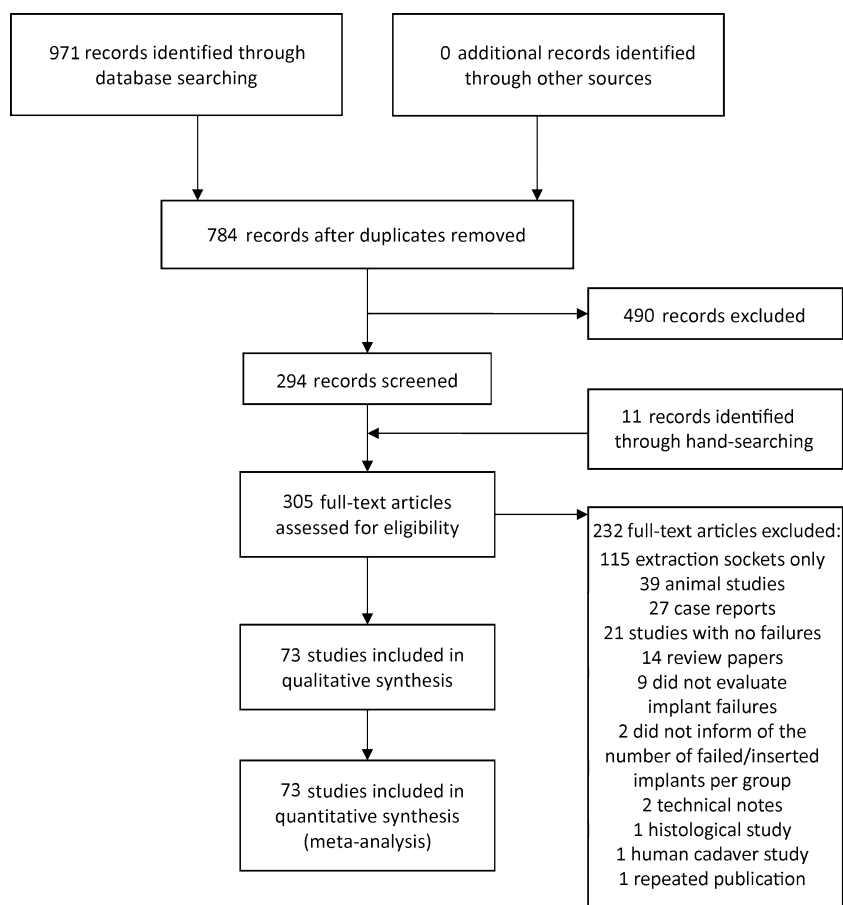 971 records identified through
database searching
0 additional records identified
through other sources
784 records after duplicates removed
490 records excluded
294 records screened
11 records identified
through hand-searching
305 full-text articles
assessed for eligibility
232 full-text articles excluded:
115 extraction sockets only
39 animal studies
27 case reports
21 studies with no failures
14 review papers
9 did not evaluate
implant failures
2 did not inform of the
number of failed/inserted
implants per group
2 technical notes
1 histological study
1 human cadaver study
1 repeated publication
73 studies included in
qualitative synthesis
73 studies included in
quantitative synthesis
(meta-analysis)